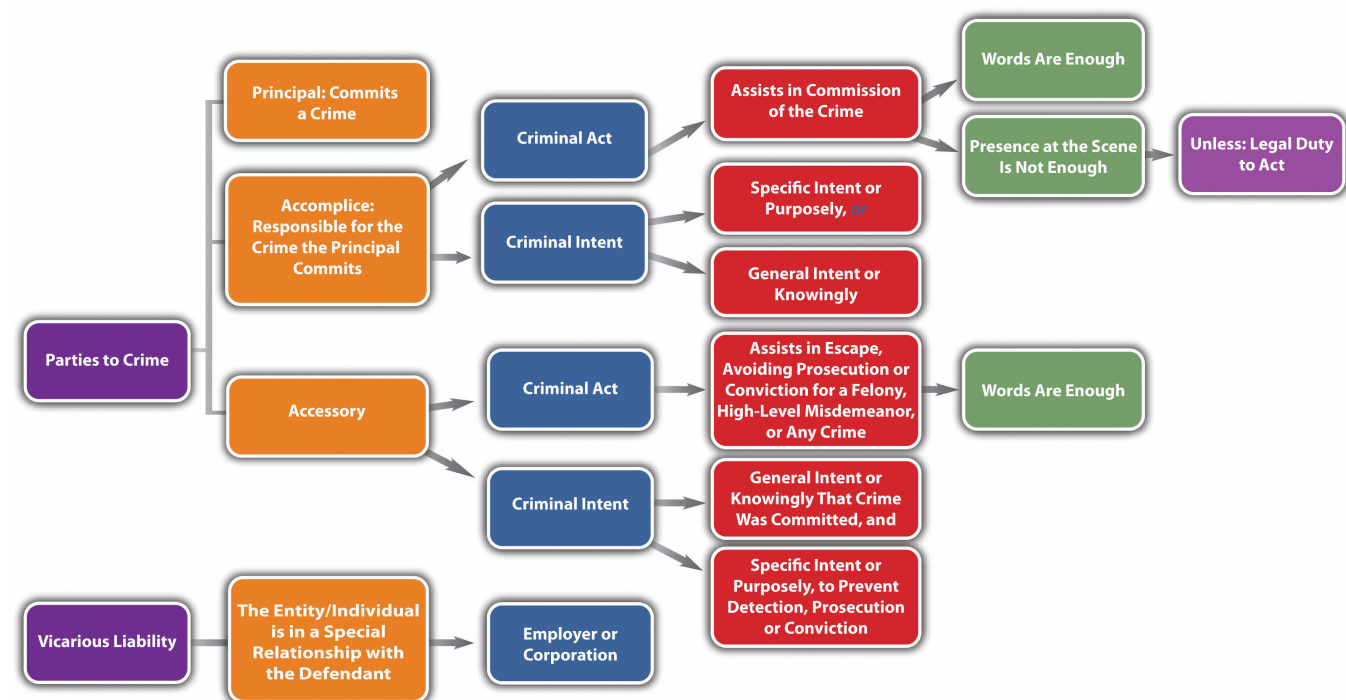 Principal: Commits
a Crime
Accomplice:
Responsible for the
Crime the Principal
Commits
Criminal Act
Assists in Commission
of the Crime
Words Are Enough
Presence at the Scene
Is Not Enough
Unless: Legal Duty
to Act
Criminal Intent
Specific Intent or
Purposely, or
General Intent or
Knowingly
Parties to Crime
Accessory
Criminal Act
Assists in Escape,
Avoiding Prosecution or
Conviction for a Felony,
High-Level Misdemeanor,
or Any Crime
Words Are Enough
Criminal Intent
General Intent or
Knowingly That Crime
Was Committed, and
Specific Intent or
Purposely, to Prevent
Detection, Prosecution
or Conviction
Vicarious Liability
The Entity/Individual
is in a Special
Relationship with
the Defendant
Employer or
Corporation